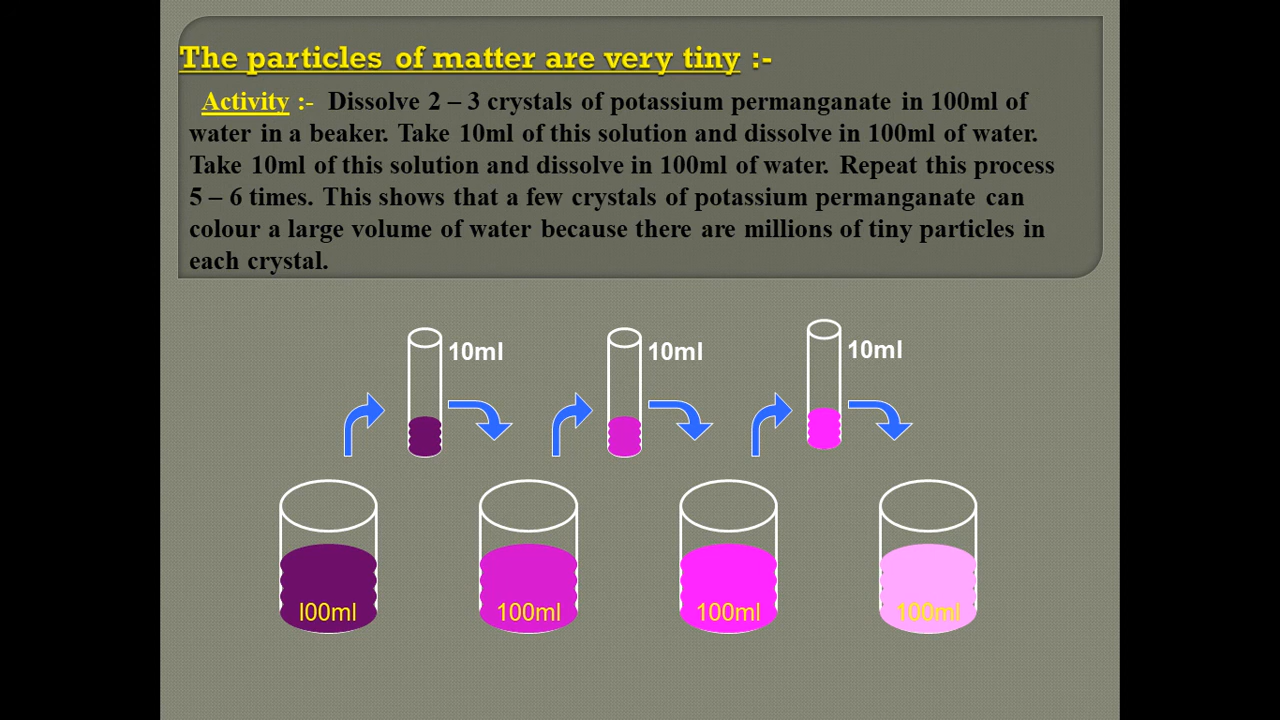 The particles of matter are very tiny :-
Activity :- Dissolve 2 – 3 crystals of potassium permanganate in 100ml of
water in a beaker. Take 10ml of this solution and dissolve in 100ml of water.
Take 10ml of this solution and dissolve in 100ml of water. Repeat this process
5 – 6 times. This shows that a few crystals of potassium permanganate can
colour a large volume of water because there are millions of tiny particles in
each crystal.
10ml
10ml
10ml
l00ml
100ml
100ml
100ml